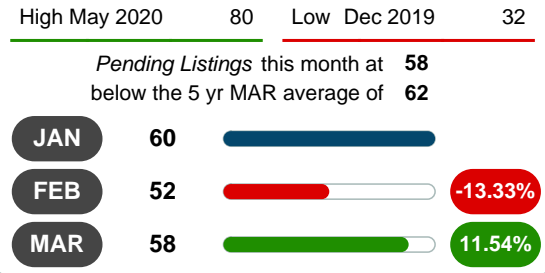 High May 2020 80 Low Dec 2019 32
Pending Listings this month at 58
below the 5 yr MAR average of 62
JAN 60
FEB 52 -13.33%
MAR 58 11.54%